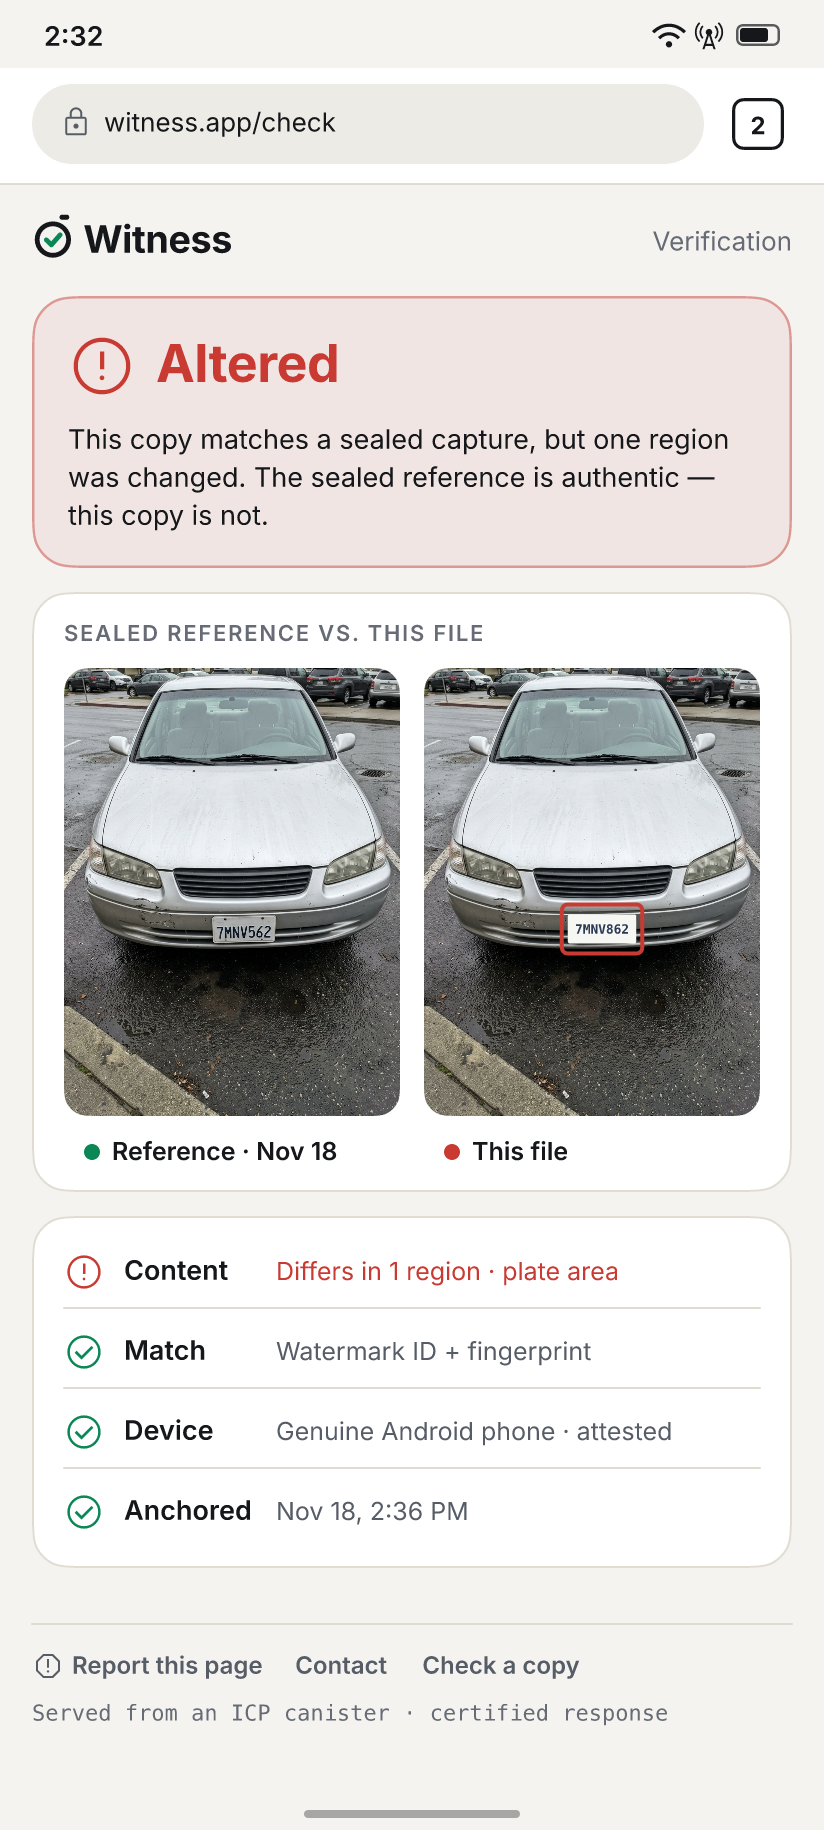 2:32
witness.app/check
2
Witness
Verification
Altered
This copy matches a sealed capture, but one region
was changed. The sealed reference is authentic —
this copy is not.
SEALED REFERENCE VS. THIS FILE
7MNV562
7MNV862
Reference · Nov 18
This file
Content Differs in 1 region · plate area
Match Watermark ID + fingerprint
Device Genuine Android phone · attested
Anchored Nov 18, 2:36 PM
Report this page Contact Check a copy
Served from an ICP canister · certified response